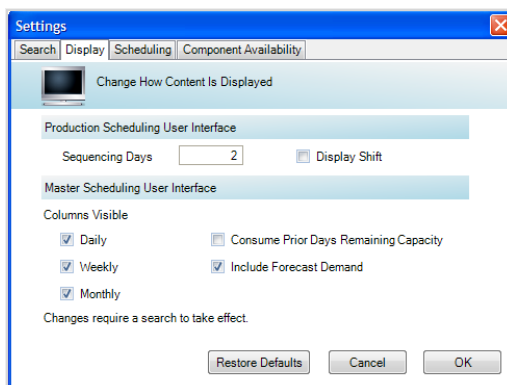 Settings
Search Display Scheduling Component Availability
Change How Content Is Displayed
Production Scheduling User Interface
Sequencing Days 2 Display Shift
Master Scheduling User Interface
Columns Visible
Daily Consume Prior Days Remaining Capacity
Weekly Include Forecast Demand
Monthly
Changes require a search to take effect.
Restore Defaults Cancel OK